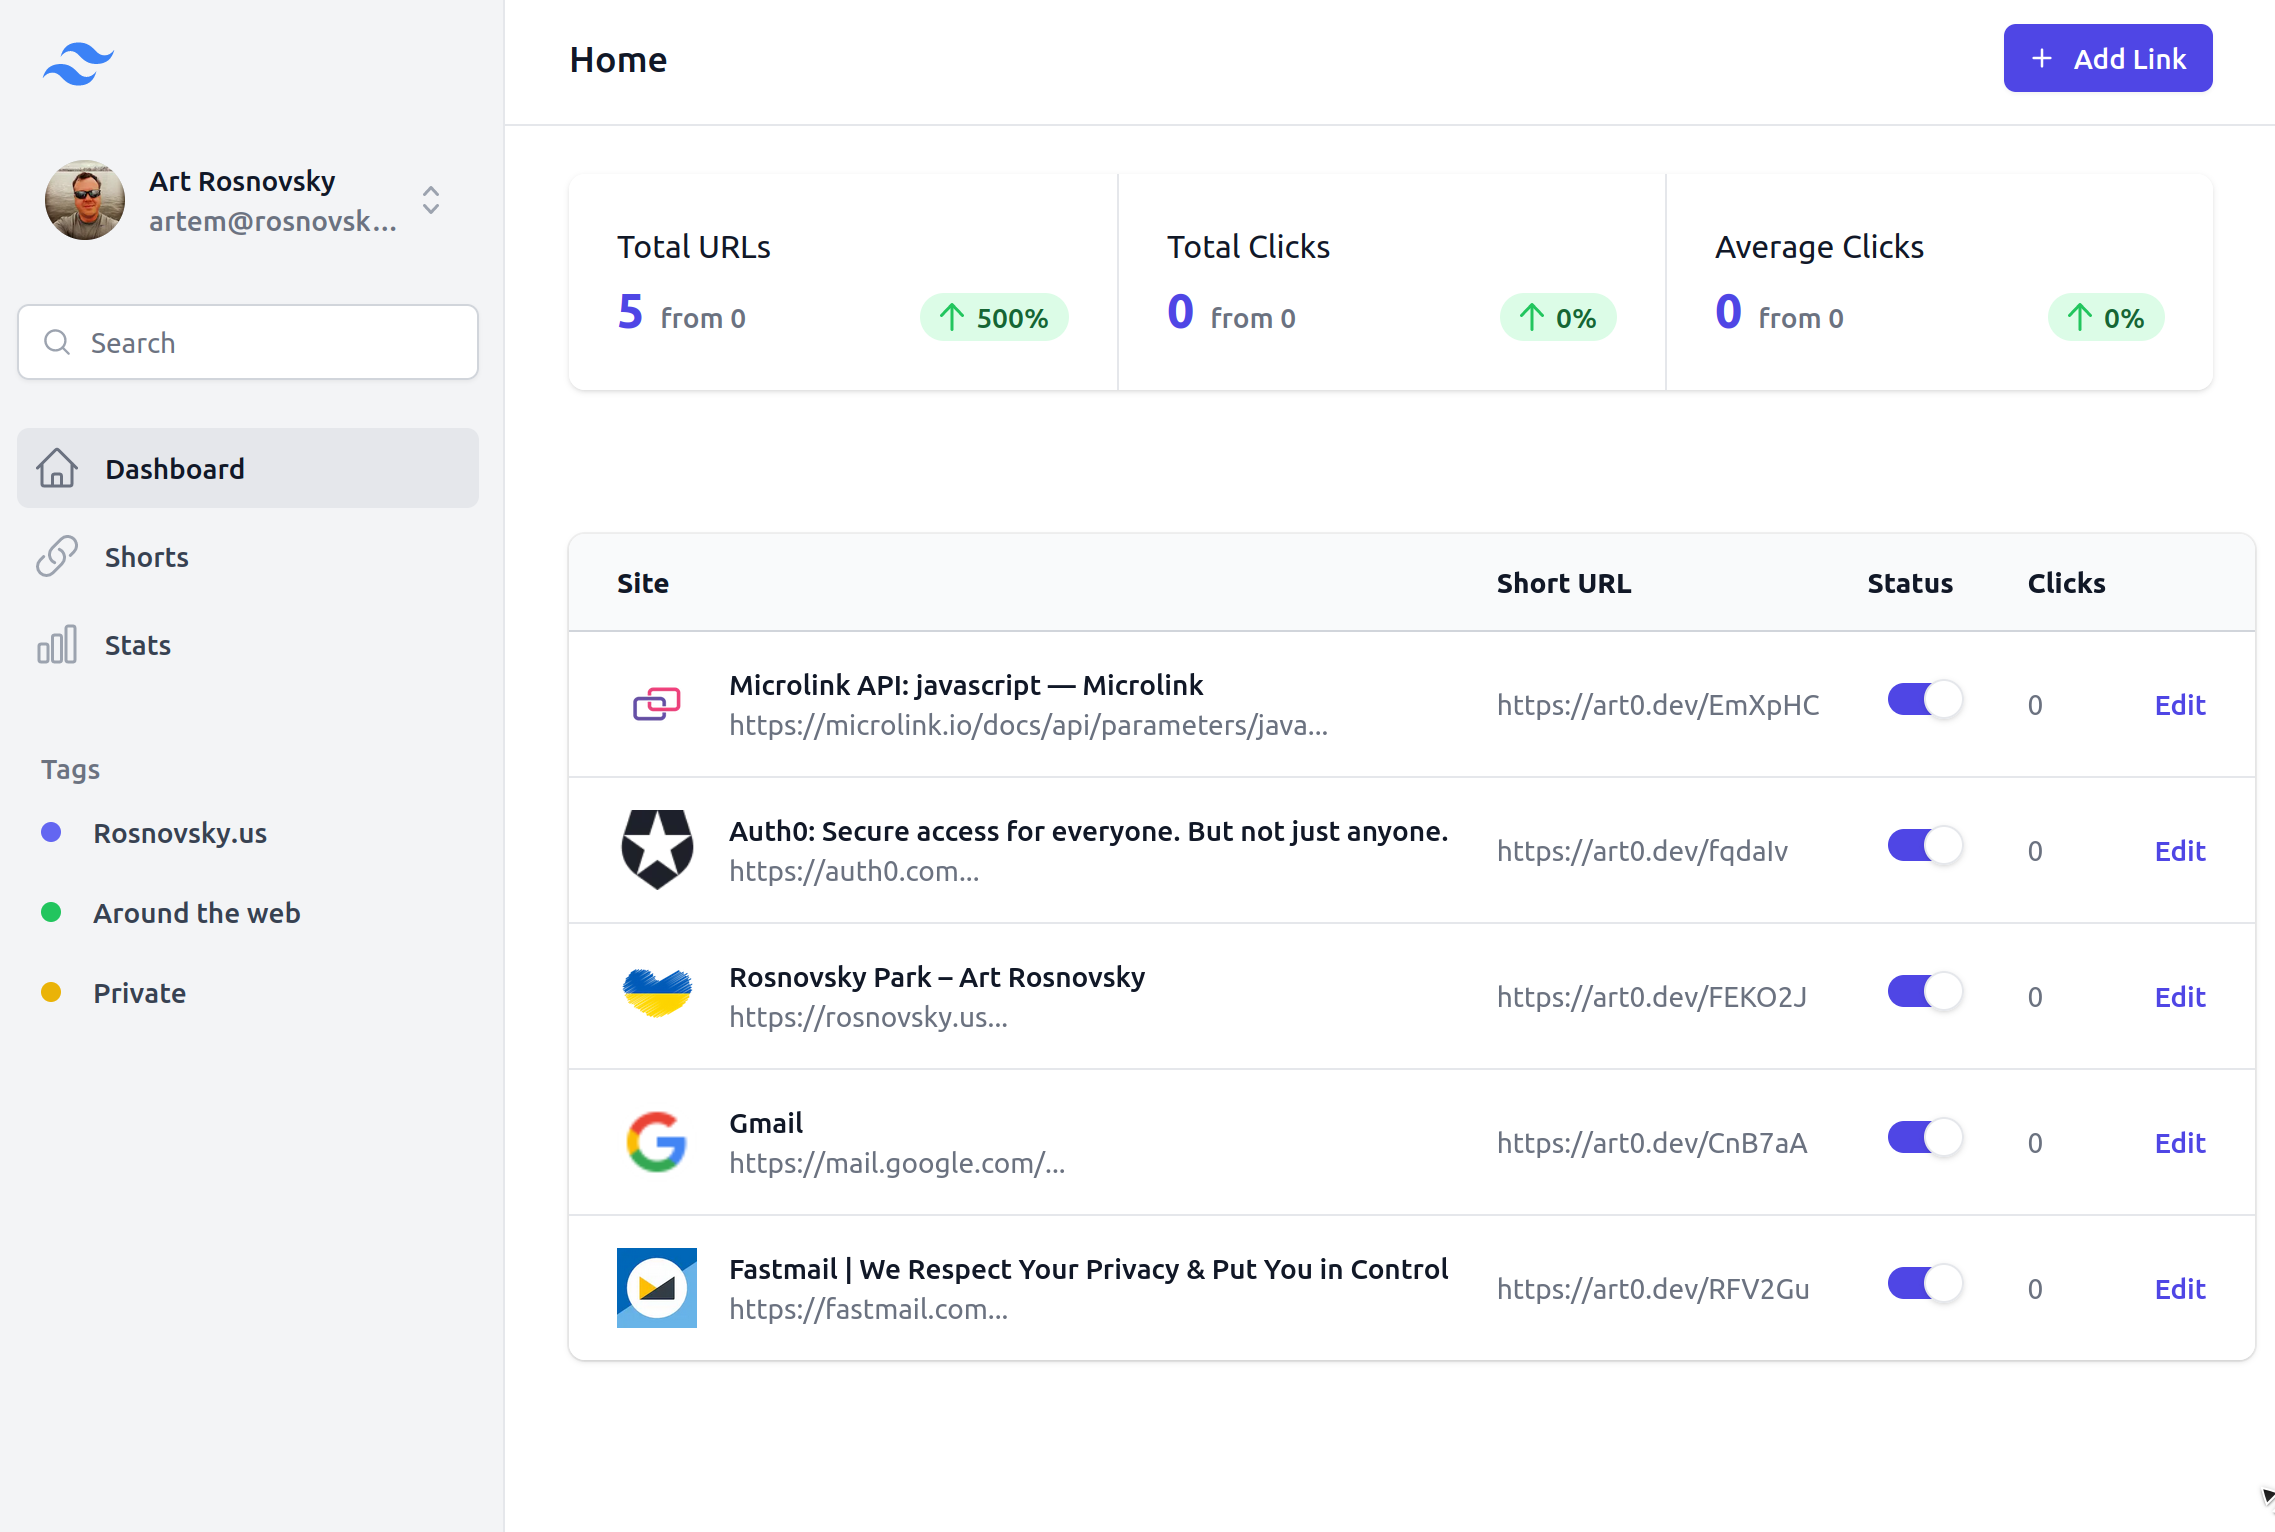 Home
+ Add Link
Art Rosnovsky
artem@rosnovsk...
Search
Dashboard
Shorts
Stats
Tags
Rosnovsky.us
Around the web
Private
Total URLs
5 from 0 500%
Total Clicks
0 from 0 0%
Average Clicks
0 from 0 0%
Site Short URL Status Clicks
Microlink API: javascript — Microlink
https://microlink.io/docs/api/parameters/java...
https://art0.dev/EmXpHC 0 Edit
Auth0: Secure access for everyone. But not just anyone.
https://auth0.com...
https://art0.dev/fqdaIv 0 Edit
Rosnovsky Park – Art Rosnovsky
https://rosnovsky.us...
https://art0.dev/FEKO2J 0 Edit
Gmail
https://mail.google.com/...
https://art0.dev/CnB7aA 0 Edit
Fastmail | We Respect Your Privacy & Put You in Control
https://fastmail.com...
https://art0.dev/RFV2Gu 0 Edit